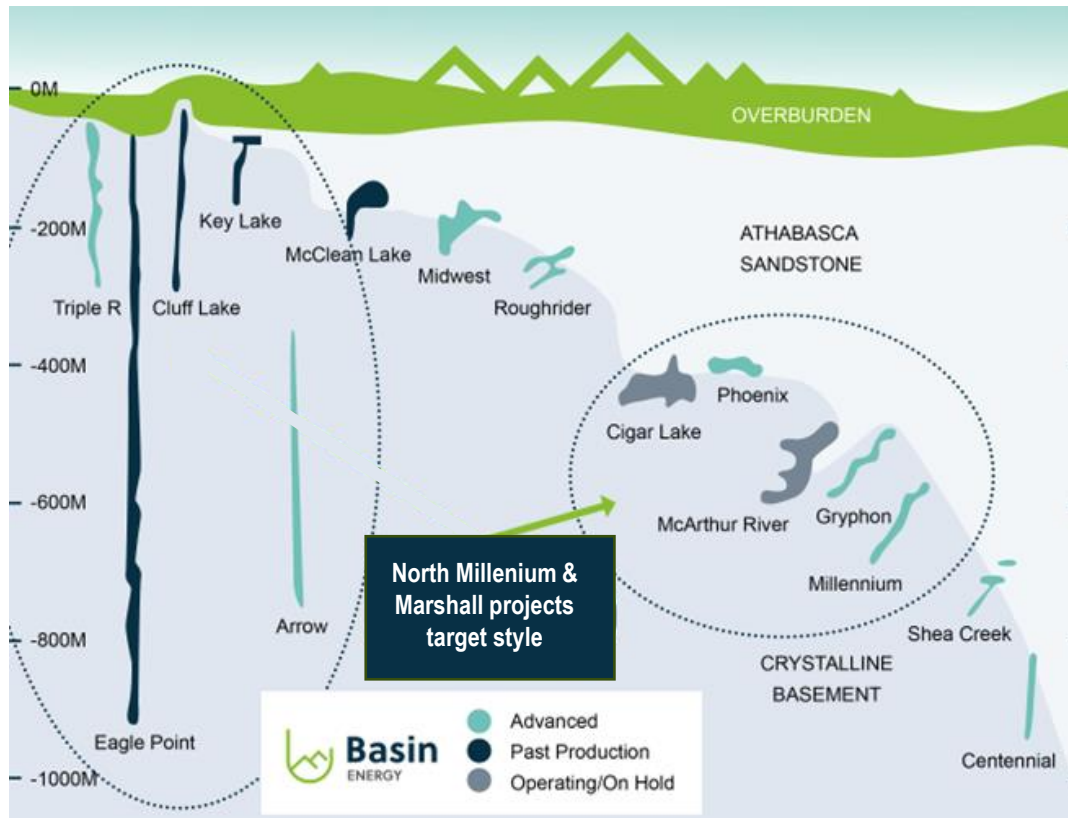 0M
OVERBURDEN
Key Lake
-200M
McClean Lake
ATHABASCA
SANDSTONE
Midwest
Triple R
Cluff Lake
Roughrider
-400M
Phoenix
Cigar Lake
-600M
McArthur River
Gryphon
North Millenium &
Marshall projects
target style
Millennium
Arrow
-800M
Shea Creek
CRYSTALLINE
BASEMENT
Eagle Point
Basin
ENERGY
Advanced
Past Production
Operating/On Hold
Centennial
-1000M